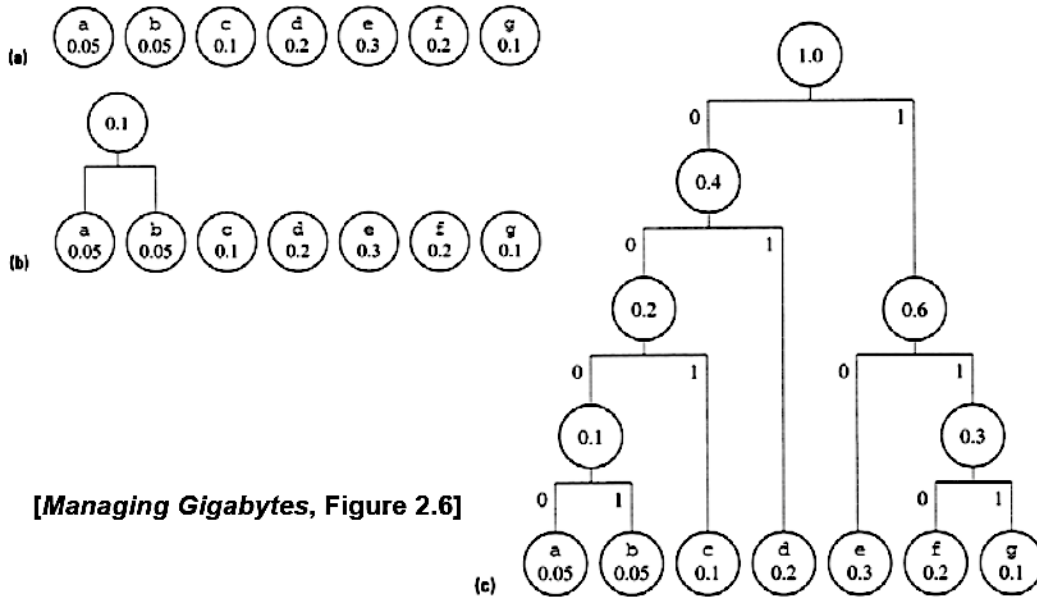 a b c d e f g
0.05 0.05 0.1 0.2 0.3 0.2 0.1
(a)
0.1
a b c d e f g
0.05 0.05 0.1 0.2 0.3 0.2 0.1
(b)
[Managing Gigabytes, Figure 2.6]
1.0
0 1
0.4
0 1
0.2 0.6
0 1 0 1
0.1 0.3
0 1 0 1
a b c d e f g
0.05 0.05 0.1 0.2 0.3 0.2 0.1
(c)